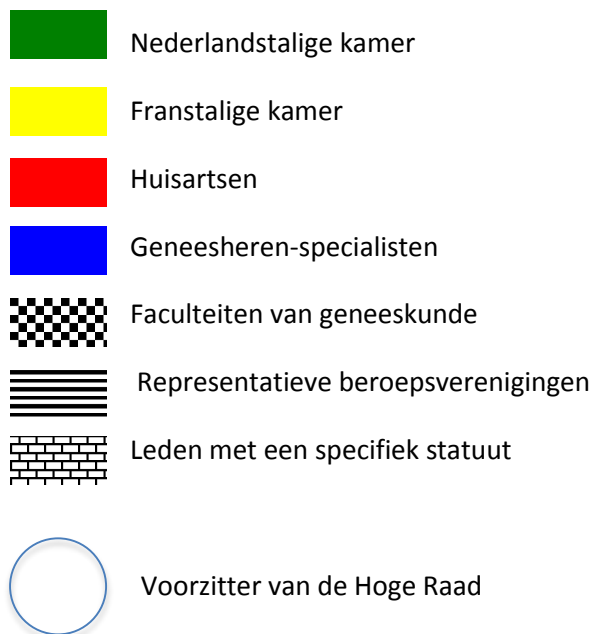 Nederlandstalige kamer
Franstalige kamer
Huisartsen
Geneesheren-specialisten
Faculteiten van geneeskunde
Representatieve beroepsverenigingen
Leden met een specifiek statuut
Voorzitter van de Hoge Raad